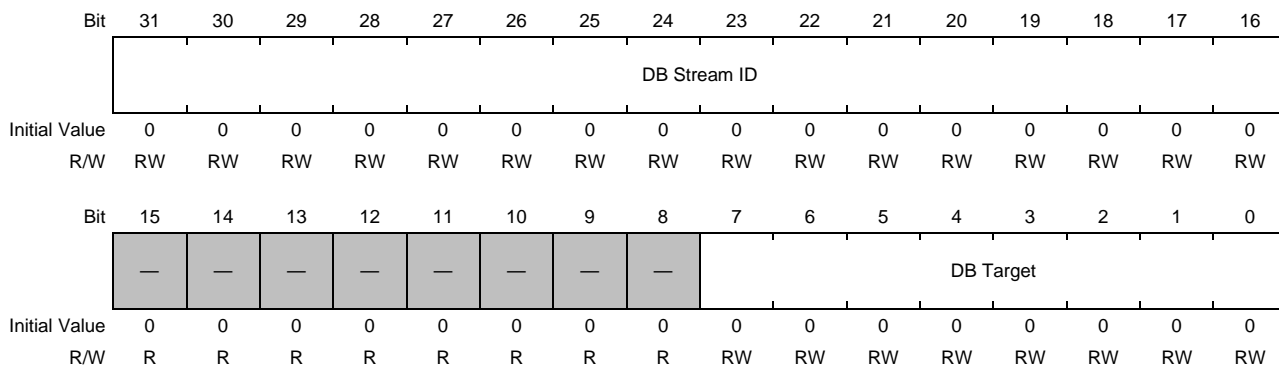 Bit 31 30 29 28 27 26 25 24 23 22 21 20 19 18 17 16
DB Stream ID
Initial Value 0 0 0 0 0 0 0 0 0 0 0 0 0 0 0 0
R/W RW RW RW RW RW RW RW RW RW RW RW RW RW RW RW RW
Bit 15 14 13 12 11 10 9 8 7 6 5 4 3 2 1 0
— — — — — — — — DB Target
Initial Value 0 0 0 0 0 0 0 0 0 0 0 0 0 0 0 0
R/W R R R R R R R R RW RW RW RW RW RW RW RW